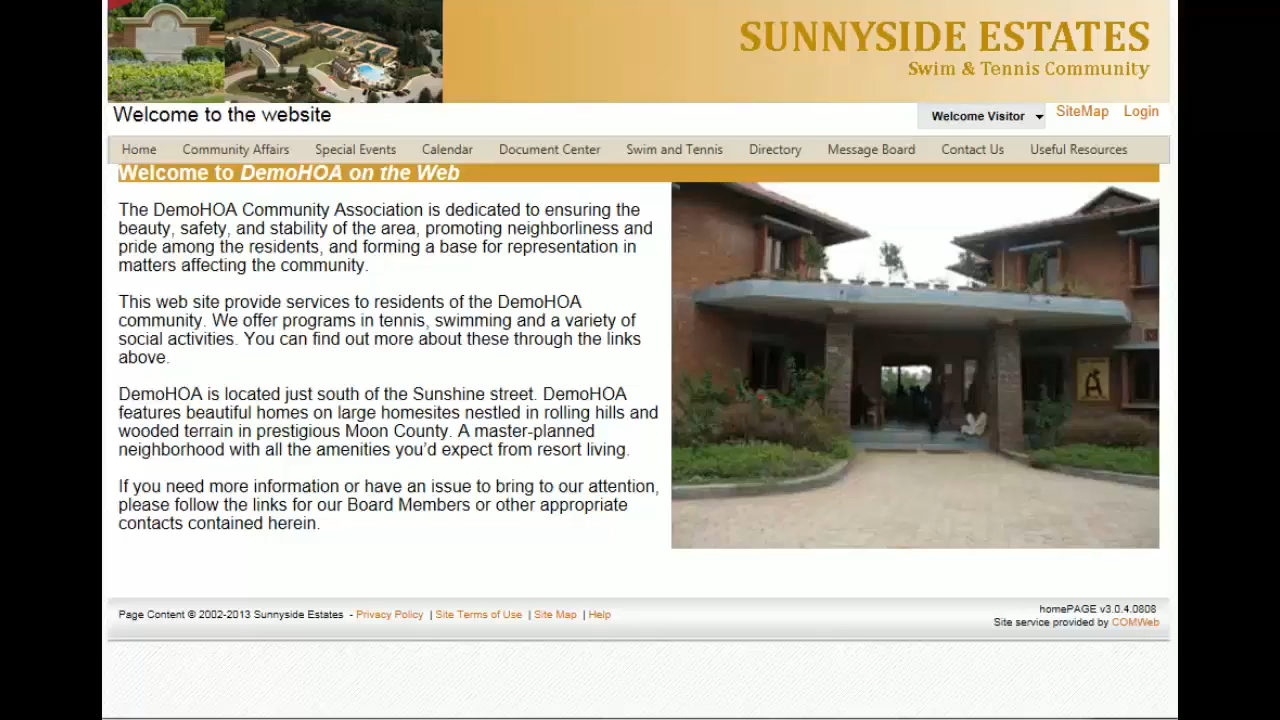 SUNNYSIDE ESTATES
Swim & Tennis Community
Welcome to the website
Welcome Visitor
SiteMap
Login
Home
Community Affairs
Special Events
Calendar
Document Center
Swim and Tennis
Directory
Message Board
Contact Us
Useful Resources
Welcome to DemoHOA on the Web
The DemoHOA Community Association is dedicated to ensuring the
beauty, safety, and stability of the area, promoting neighborliness and
pride among the residents, and forming a base for representation in
matters affecting the community.
This web site provide services to residents of the DemoHOA
community. We offer programs in tennis, swimming and a variety of
social activities. You can find out more about these through the links
above.
DemoHOA is located just south of the Sunshine street. DemoHOA
features beautiful homes on large homesites nestled in rolling hills and
wooded terrain in prestigious Moon County. A master-planned
neighborhood with all the amenities you'd expect from resort living.
If you need more information or have an issue to bring to our attention,
please follow the links for our Board Members or other appropriate
contacts contained herein.
Page Content © 2002-2013 Sunnyside Estates - Privacy Policy | Site Terms of Use | Site Map | Help
homePAGE v3.0.4.0808
Site service provided by COMWeb